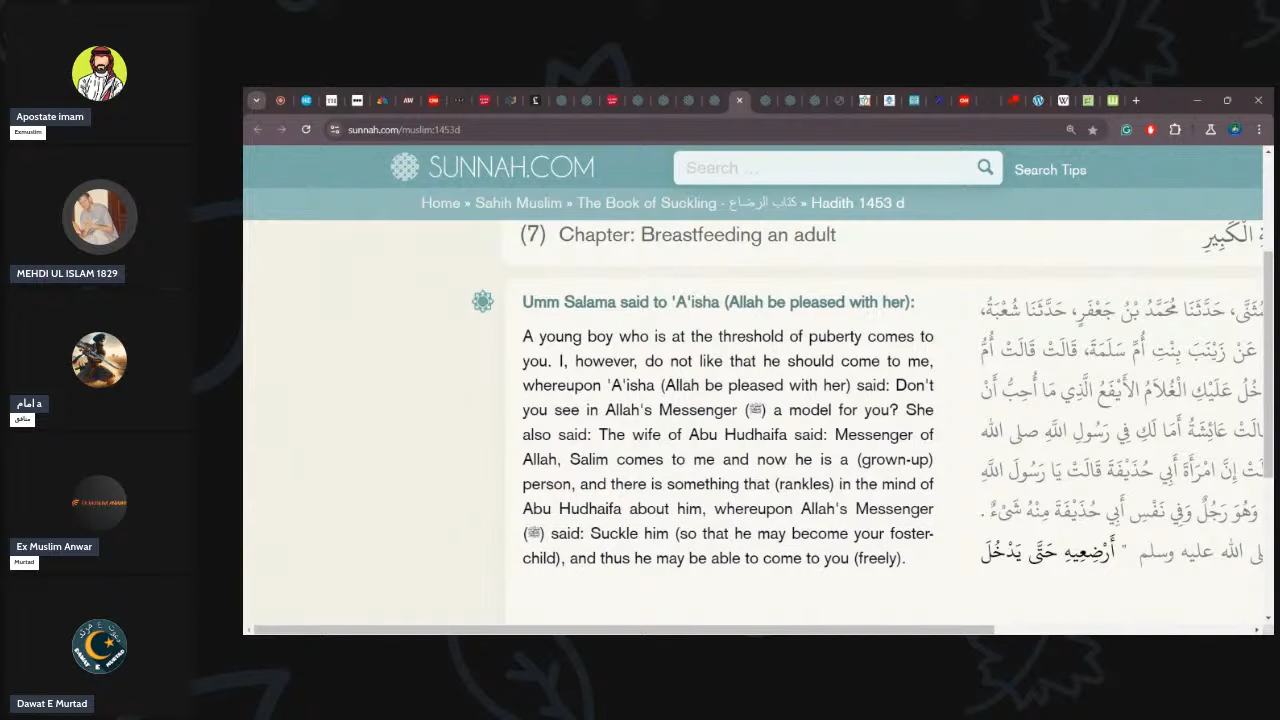 Apostate imam
Exmuslim
MEHDI UL ISLAM 1829
امام a
منافق
EX MUSLIM ANWAR
Ex Muslim Anwar
Murtad
DAWAT E MURTAD
Dawat E Murtad
sunnah.com/muslim:1453d
SUNNAH.COM
Search ...
Search Tips
Home » Sahih Muslim » The Book of Suckling - كتاب الرضاع » Hadith 1453 d
(7) Chapter: Breastfeeding an adult
الْكَبِيرِ
Umm Salama said to 'A'isha (Allah be pleased with her):
A young boy who is at the threshold of puberty comes to
you. I, however, do not like that he should come to me,
whereupon 'A'isha (Allah be pleased with her) said: Don't
you see in Allah's Messenger (ﷺ) a model for you? She
also said: The wife of Abu Hudhaifa said: Messenger of
Allah, Salim comes to me and now he is a (grown-up)
person, and there is something that (rankles) in the mind of
Abu Hudhaifa about him, whereupon Allah's Messenger
(ﷺ) said: Suckle him (so that he may become your foster-
child), and thus he may be able to come to you (freely).
حَدَّثَنَا مُحَمَّدُ بْنُ جَعْفَرٍ، حَدَّثَنَا شُعْبَةُ،
عَنْ زَيْنَبَ بِنْتِ أُمِّ سَلَمَةَ، قَالَتْ قَالَتْ أُمُّ
عَلَيْكِ الْغُلاَمُ الأَيْفَعُ الَّذِي مَا أُحِبُّ أَنْ
عَائِشَةُ أَمَا لَكِ فِي رَسُولِ اللَّهِ صلى الله
إِنَّ امْرَأَةَ أَبِي حُذَيْفَةَ قَالَتْ يَا رَسُولَ اللَّهِ
وَهُوَ رَجُلٌ وَفِي نَفْسِ أَبِي حُذَيْفَةَ مِنْهُ شَىْءٌ .
الله عليه وسلم " أَرْضِعِيهِ حَتَّى يَدْخُلَ